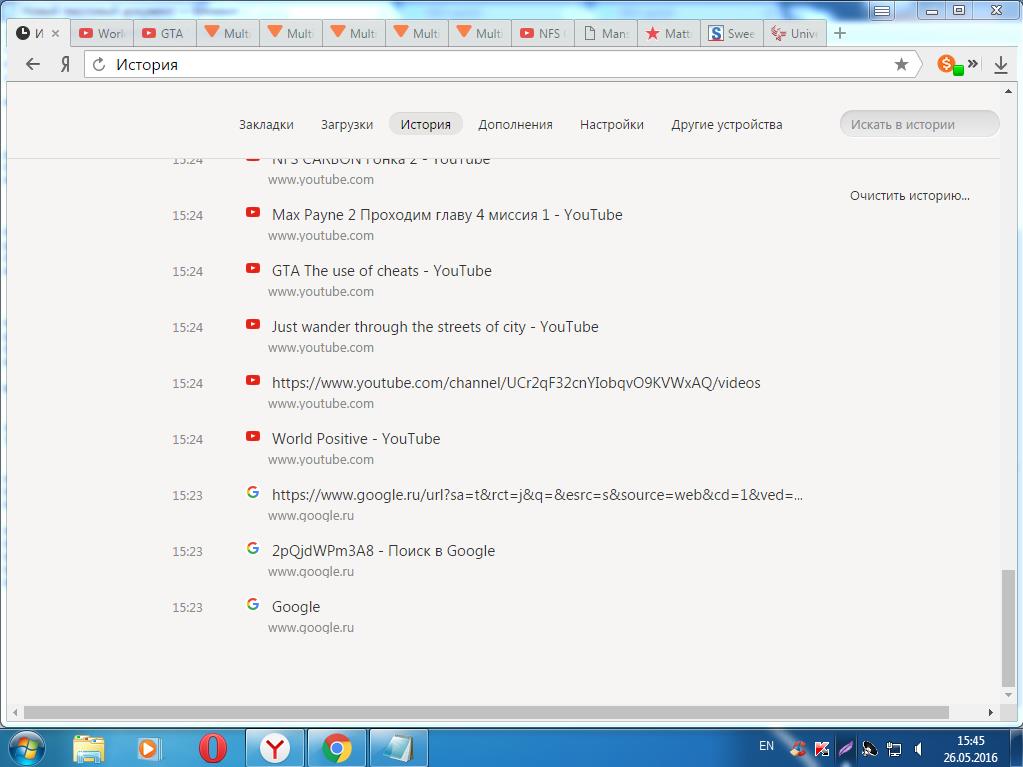 И
Worl
GTA
Multi
Multi
Multi
Multi
Multi
NFS
Mans
Matt
Swee
Unive
Я
История
Закладки
Загрузки
История
Дополнения
Настройки
Другие устройства
Искать в истории
Очистить историю...
15:24 NFS CARBON Гонка 2 - YouTube
www.youtube.com
15:24 Max Payne 2 Проходим главу 4 миссия 1 - YouTube
www.youtube.com
15:24 GTA The use of cheats - YouTube
www.youtube.com
15:24 Just wander through the streets of city - YouTube
www.youtube.com
15:24 https://www.youtube.com/channel/UCr2qF32cnYIobqvO9KVWxAQ/videos
www.youtube.com
15:24 World Positive - YouTube
www.youtube.com
15:23 https://www.google.ru/url?sa=t&rct=j&q=&esrc=s&source=web&cd=1&ved=...
www.google.ru
15:23 2pQjdWPm3A8 - Поиск в Google
www.google.ru
15:23 Google
www.google.ru
EN
15:45
26.05.2016